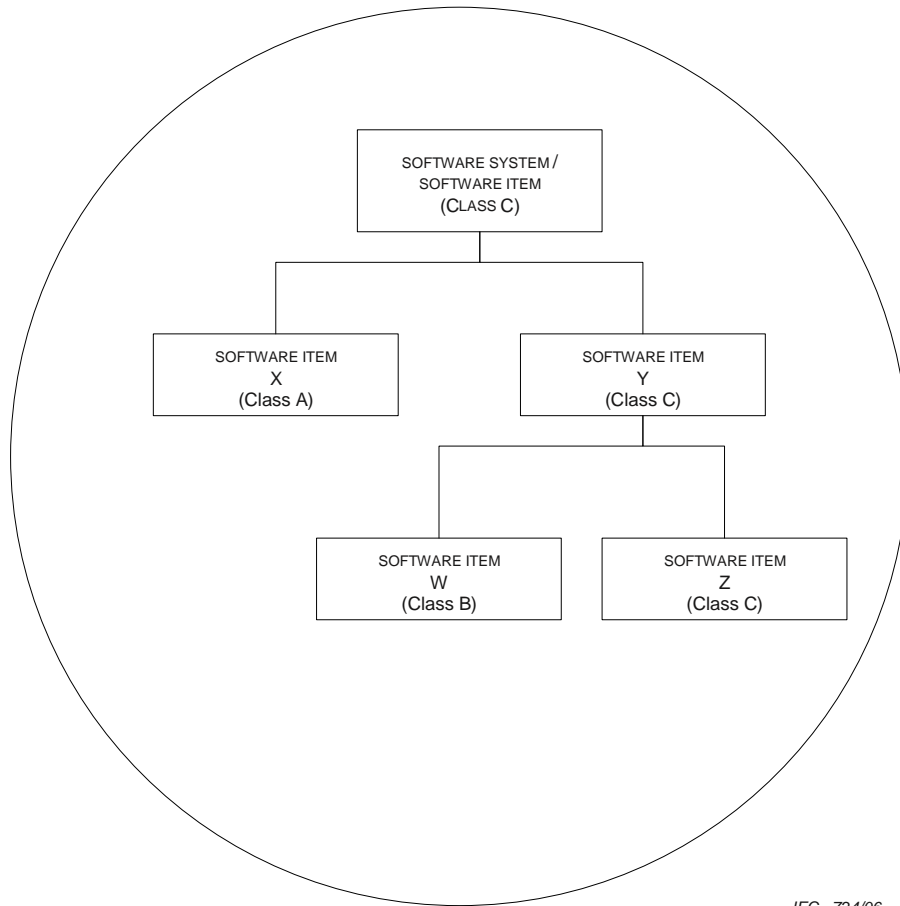 SOFTWARE SYSTEM /
SOFTWARE ITEM
(CLASS C)
SOFTWARE ITEM
X
(Class A)
SOFTWARE ITEM
Y
(Class C)
SOFTWARE ITEM
W
(Class B)
SOFTWARE ITEM
Z
(Class C)